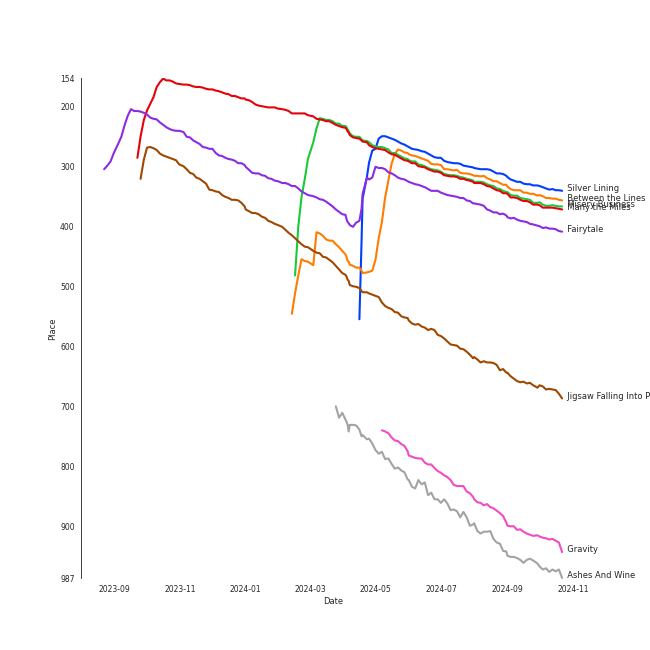 154
200
300
400
500
600
700
800
900
987
Place
2023-09
2023-11
2024-01
2024-03
2024-05
2024-07
2024-09
2024-11
Date
Silver Lining
Between the Lines
Misery Business
Many the Miles
Fairytale
Jigsaw Falling Into P
Gravity
Ashes And Wine